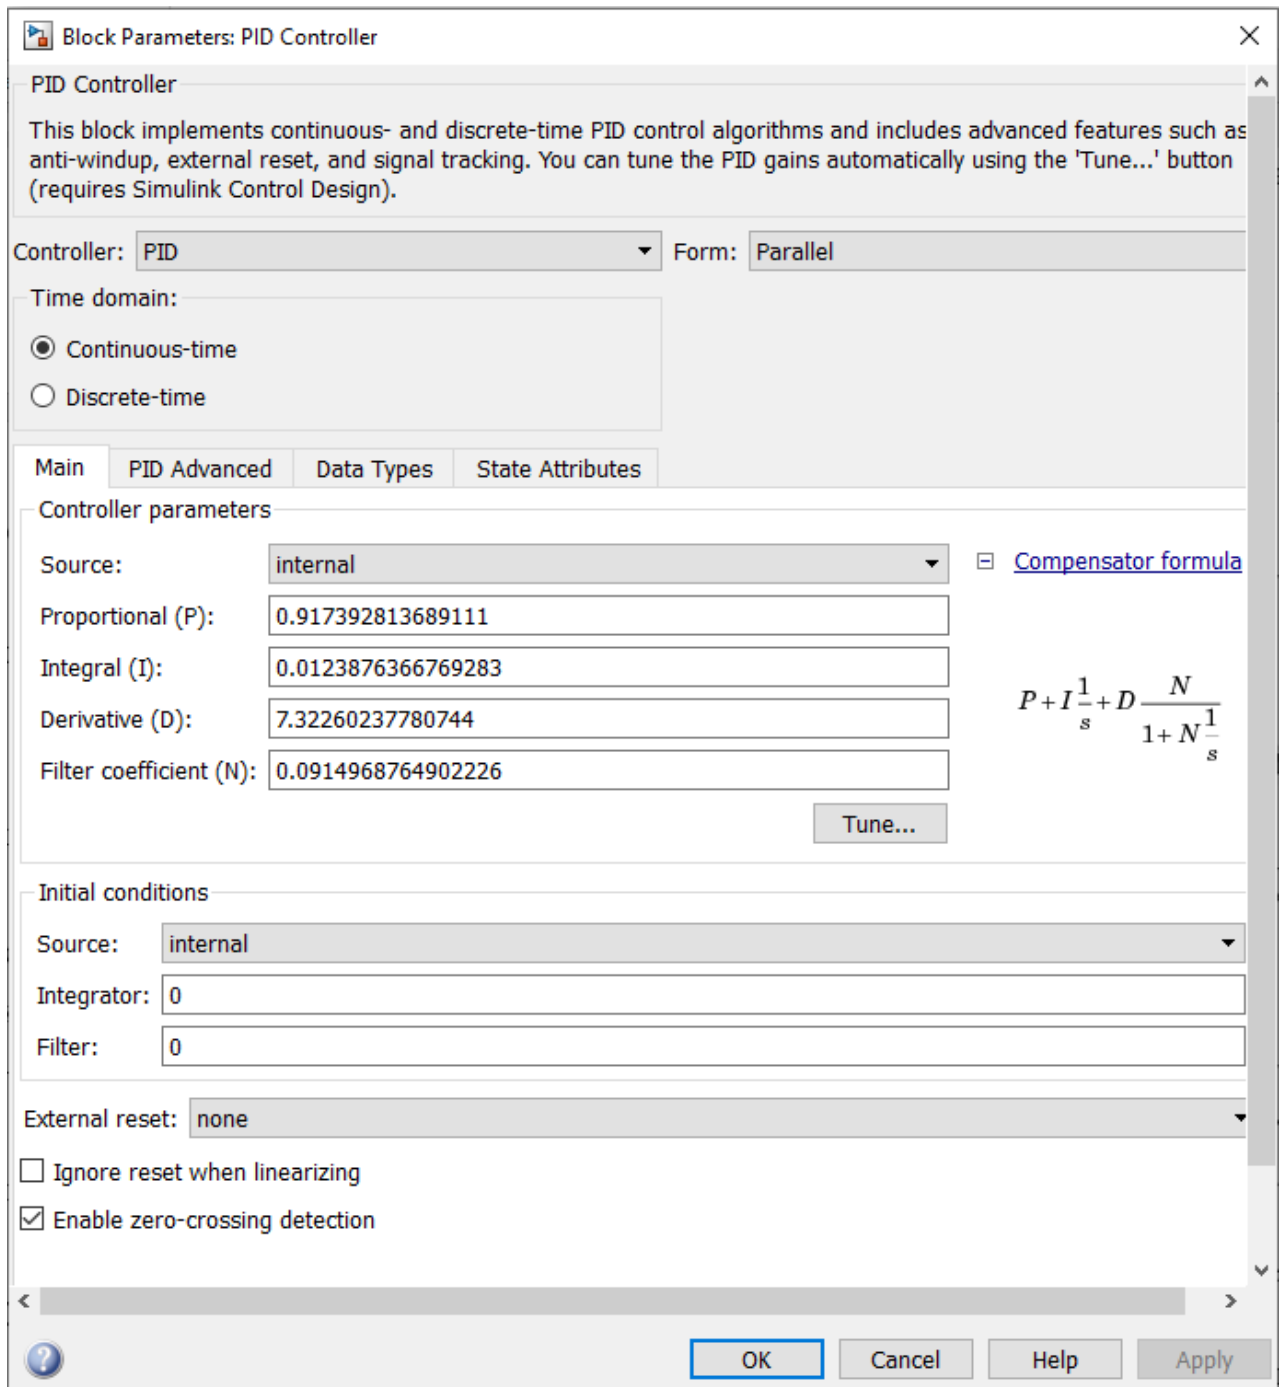 Block Parameters: PID Controller
PID Controller
This block implements continuous- and discrete-time PID control algorithms and includes advanced features such as
anti-windup, external reset, and signal tracking. You can tune the PID gains automatically using the 'Tune...' button
(requires Simulink Control Design).
Controller: PID Form: Parallel
Time domain:
Continuous-time
Discrete-time
Main PID Advanced Data Types State Attributes
Controller parameters
Source: internal Compensator formula
Proportional (P): 0.917392813689111
Integral (I): 0.0123876366769283
Derivative (D): 7.32260237780744
Filter coefficient (N): 0.0914968764902226
P + I 1/s + D N/(1 + N 1/s)
Tune...
Initial conditions
Source: internal
Integrator: 0
Filter: 0
External reset: none
Ignore reset when linearizing
Enable zero-crossing detection
? OK Cancel Help Apply